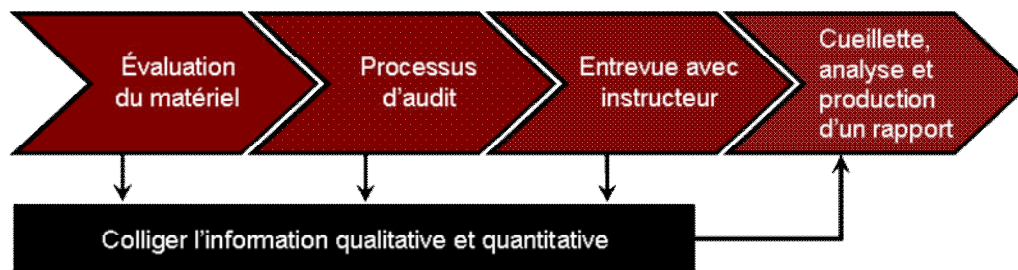 Évaluation
du matériel
Processus
d'audit
Entrevue avec
instructeur
Cueillette,
analyse et
production
d'un rapport
Colliger l'information qualitative et quantitative